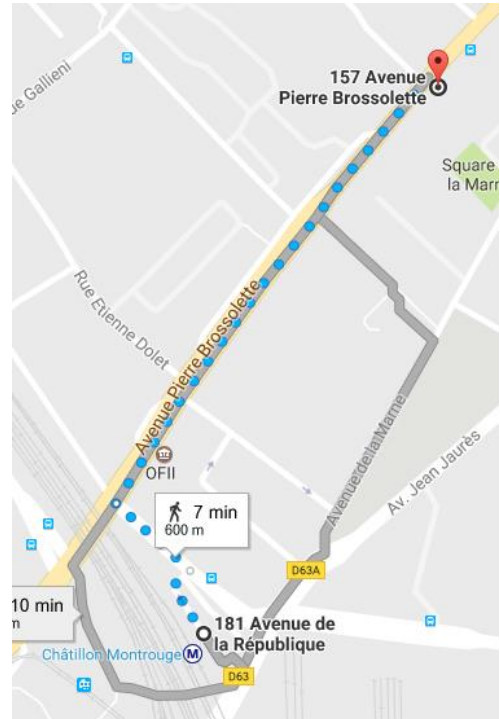 157 Avenue
Pierre Brossolette
ue Gallieni
Square
la Marn
Rue Etienne Dolet
Avenue Pierre Brossolette
OFII
Avenue de la Marne
Av. Jean Jaurès
7 min
600 m
D63A
10 min
m
181 Avenue de
la République
Châtillon Montrouge
M
D63